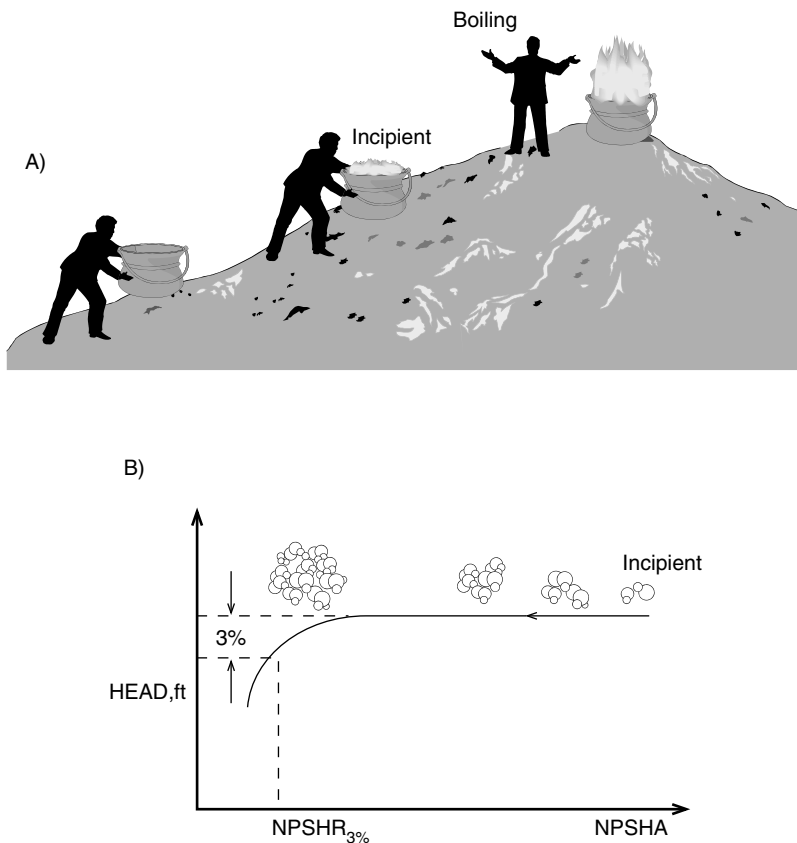 Boiling
Incipient
A)
B)
Incipient
3%
HEAD,ft
NPSHR3%
NPSHA